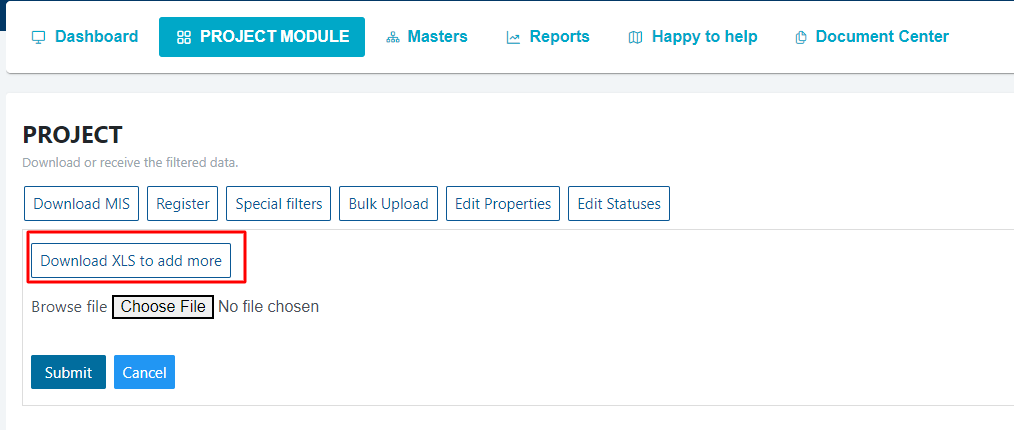 Dashboard PROJECT MODULE Masters Reports Happy to help Document Center
PROJECT
Download or receive the filtered data.
Download MIS Register Special filters Bulk Upload Edit Properties Edit Statuses
Download XLS to add more
Browse file Choose File No file chosen
Submit Cancel